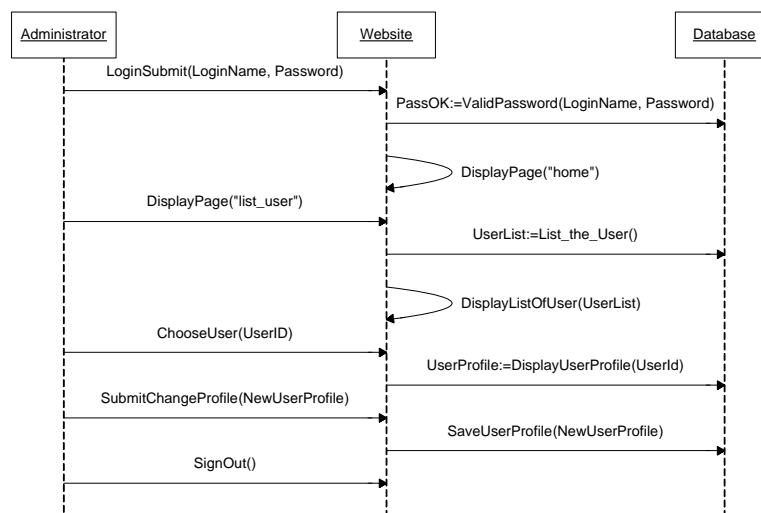 Administrator
Website
Database
LoginSubmit(LoginName, Password)
PassOK:=ValidPassword(LoginName, Password)
DisplayPage("home")
DisplayPage("list_user")
UserList:=List_the_User()
DisplayListOfUser(UserList)
ChooseUser(UserID)
UserProfile:=DisplayUserProfile(UserId)
SubmitChangeProfile(NewUserProfile)
SaveUserProfile(NewUserProfile)
SignOut()